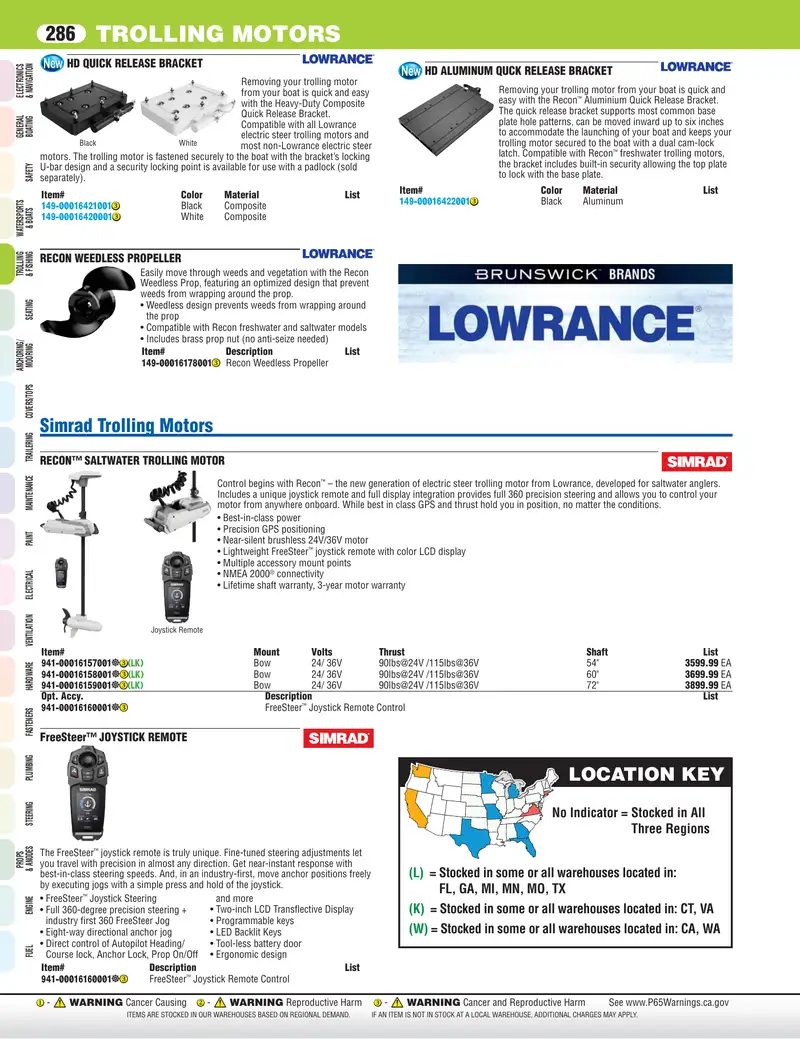 286 TROLLING MOTORS
ELECTRONICS & NAVIGATION
GENERAL BOATING
SAFETY
WATERSPORTS & BOATS
TROLLING & FISHING
SEATING
ANCHORING/ MOORING
COVERS/TOPS
TRAILERING
MAINTENANCE
PAINT
ELECTRICAL
VENTILATION
HARDWARE
FASTENERS
PLUMBING
STEERING
PROPS & ANODES
ENGINE
FUEL
New HD QUICK RELEASE BRACKET LOWRANCE
Removing your trolling motor
from your boat is quick and easy
with the Heavy-Duty Composite
Quick Release Bracket.
Compatible with all Lowrance
electric steer trolling motors and
most non-Lowrance electric steer
Black White
motors. The trolling motor is fastened securely to the boat with the bracket's locking
U-bar design and a security locking point is available for use with a padlock (sold
separately).
Item# Color Material List
149-00016421001③ Black Composite
149-00016420001③ White Composite
New HD ALUMINUM QUCK RELEASE BRACKET LOWRANCE
Removing your trolling motor from your boat is quick and
easy with the Recon™ Aluminium Quick Release Bracket.
The quick release bracket supports most common base
plate hole patterns, can be moved inward up to six inches
to accommodate the launching of your boat and keeps your
trolling motor secured to the boat with a dual cam-lock
latch. Compatible with Recon™ freshwater trolling motors,
the bracket includes built-in security allowing the top plate
to lock with the base plate.
Item# Color Material List
149-00016422001③ Black Aluminum
RECON WEEDLESS PROPELLER LOWRANCE
Easily move through weeds and vegetation with the Recon
Weedless Prop, featuring an optimized design that prevent
weeds from wrapping around the prop.
• Weedless design prevents weeds from wrapping around
the prop
• Compatible with Recon freshwater and saltwater models
• Includes brass prop nut (no anti-seize needed)
Item# Description List
149-00016178001③ Recon Weedless Propeller
BRUNSWICK™ BRANDS
LOWRANCE®
Simrad Trolling Motors
RECON™ SALTWATER TROLLING MOTOR SIMRAD
Control begins with Recon™ – the new generation of electric steer trolling motor from Lowrance, developed for saltwater anglers.
Includes a unique joystick remote and full display integration provides full 360 precision steering and allows you to control your
motor from anywhere onboard. While best in class GPS and thrust hold you in position, no matter the conditions.
• Best-in-class power
• Precision GPS positioning
• Near-silent brushless 24V/36V motor
• Lightweight FreeSteer™ joystick remote with color LCD display
• Multiple accessory mount points
• NMEA 2000® connectivity
• Lifetime shaft warranty, 3-year motor warranty
Joystick Remote
Item# Mount Volts Thrust Shaft List
941-00016157001③(LK) Bow 24/ 36V 90lbs@24V /115lbs@36V 54" 3599.99 EA
941-00016158001③(LK) Bow 24/ 36V 90lbs@24V /115lbs@36V 60" 3699.99 EA
941-00016159001③(LK) Bow 24/ 36V 90lbs@24V /115lbs@36V 72" 3899.99 EA
Opt. Accy. Description List
941-00016160001③ FreeSteer™ Joystick Remote Control
FreeSteer™ JOYSTICK REMOTE SIMRAD
The FreeSteer™ joystick remote is truly unique. Fine-tuned steering adjustments let
you travel with precision in almost any direction. Get near-instant response with
best-in-class steering speeds. And, in an industry-first, move anchor positions freely
by executing jogs with a simple press and hold of the joystick.
• FreeSteer™ Joystick Steering
• Full 360-degree precision steering +
industry first 360 FreeSteer Jog
• Eight-way directional anchor jog
• Direct control of Autopilot Heading/
Course lock, Anchor Lock, Prop On/Off
and more
• Two-inch LCD Transflective Display
• Programmable keys
• LED Backlit Keys
• Tool-less battery door
• Ergonomic design
Item# Description List
941-00016160001③ FreeSteer™ Joystick Remote Control
LOCATION KEY
No Indicator = Stocked in All
Three Regions
(L) = Stocked in some or all warehouses located in:
FL, GA, MI, MN, MO, TX
(K) = Stocked in some or all warehouses located in: CT, VA
(W) = Stocked in some or all warehouses located in: CA, WA
① - WARNING Cancer Causing ② - WARNING Reproductive Harm ③ - WARNING Cancer and Reproductive Harm See www.P65Warnings.ca.gov
ITEMS ARE STOCKED IN OUR WAREHOUSES BASED ON REGIONAL DEMAND. IF AN ITEM IS NOT IN STOCK AT A LOCAL WAREHOUSE, ADDITIONAL CHARGES MAY APPLY.